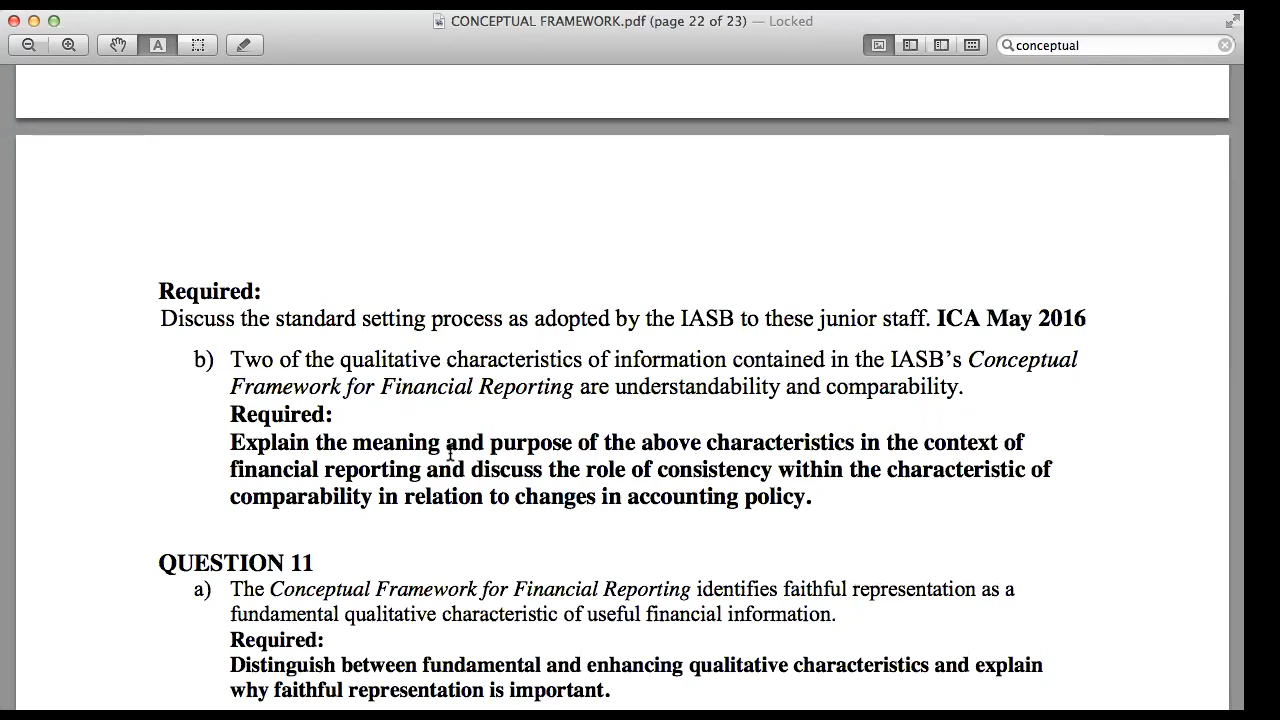 CONCEPTUAL FRAMEWORK.pdf (page 22 of 23) — Locked
conceptual
Required:
Discuss the standard setting process as adopted by the IASB to these junior staff. ICA May 2016
b) Two of the qualitative characteristics of information contained in the IASB’s Conceptual
Framework for Financial Reporting are understandability and comparability.
Required:
Explain the meaning and purpose of the above characteristics in the context of
financial reporting and discuss the role of consistency within the characteristic of
comparability in relation to changes in accounting policy.
QUESTION 11
a) The Conceptual Framework for Financial Reporting identifies faithful representation as a
fundamental qualitative characteristic of useful financial information.
Required:
Distinguish between fundamental and enhancing qualitative characteristics and explain
why faithful representation is important.